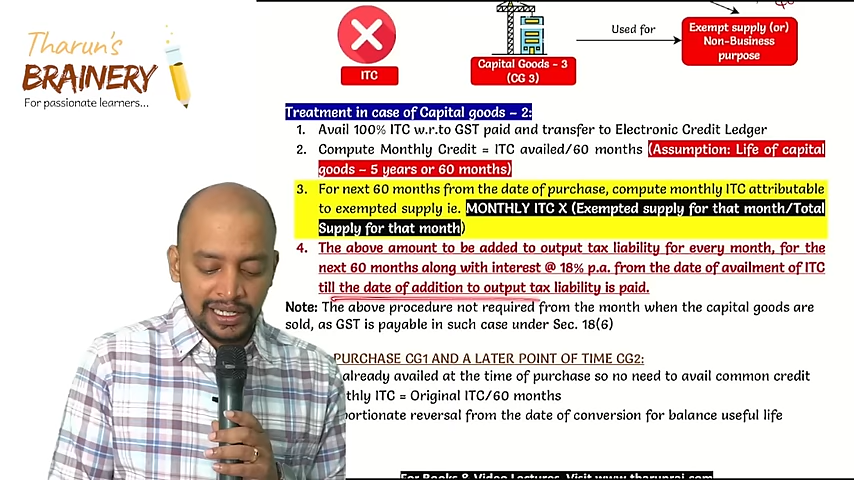 Tharun's
BRAINERY
For passionate learners...
ITC
Capital Goods - 3
(CG 3)
Used for
Exempt supply (or)
Non-Business
purpose
Treatment in case of Capital goods – 2:
1. Avail 100% ITC w.r.to GST paid and transfer to Electronic Credit Ledger
2. Compute Monthly Credit = ITC availed/60 months (Assumption: Life of capital
goods – 5 years or 60 months)
3. For next 60 months from the date of purchase, compute monthly ITC attributable
to exempted supply ie. MONTHLY ITC X (Exempted supply for that month/Total
Supply for that month)
4. The above amount to be added to output tax liability for every month, for the
next 60 months along with interest @ 18% p.a. from the date of availment of ITC
till the date of addition to output tax liability is paid.
Note: The above procedure not required from the month when the capital goods are
sold, as GST is payable in such case under Sec. 18(6)
PURCHASE CG1 AND A LATER POINT OF TIME CG2:
already availed at the time of purchase so no need to avail common credit
thly ITC = Original ITC/60 months
portionate reversal from the date of conversion for balance useful life
For Books & Video Lectures, Visit www.tharunraj.com